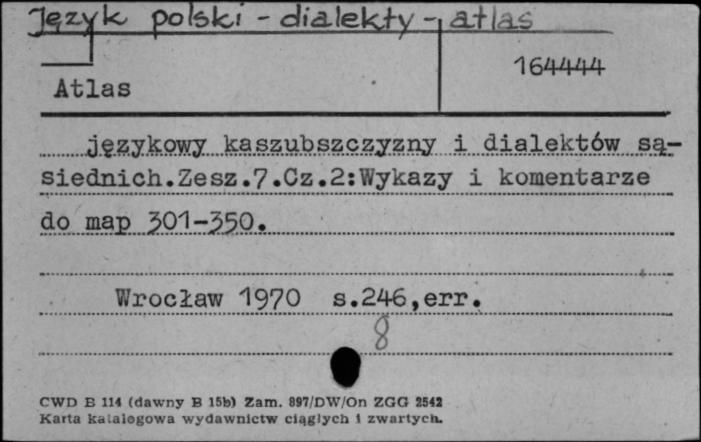 Język polski - dialekty - atlas
164444
Atlas
językowy kaszubszczyzny i dialektów są-
siednich.Zesz.7.Cz.2:Wykazy i komentarze
do map 301-350.
Wrocław 1970 s.246,err.
8
CWD B 114 (dawny B 15b) Zam. 897/DW/On ZGG 2542
Karta katalogowa wydawnictw ciągłych i zwartych.